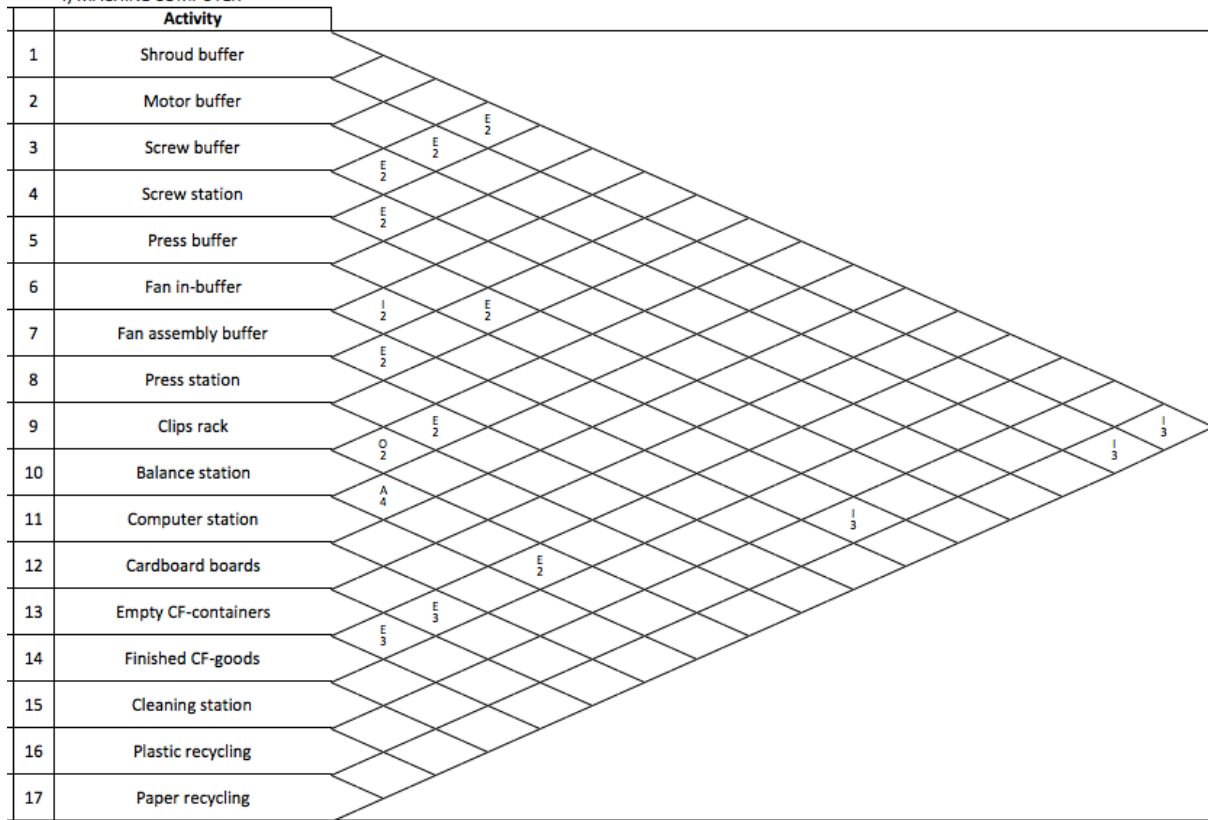 MACHINE COMPUTER
Activity
1 Shroud buffer
2 Motor buffer
E
2
3 Screw buffer
E
2
E
2
4 Screw station
E
2
5 Press buffer
6 Fan in-buffer
I E
2 2
7 Fan assembly buffer
E
2
8 Press station
9 Clips rack
E I
2 3
O I
2 3
10 Balance station
A
4
11 Computer station
I
3
12 Cardboard boards
E
2
13 Empty CF-containers
E
3
E
3
14 Finished CF-goods
15 Cleaning station
16 Plastic recycling
17 Paper recycling